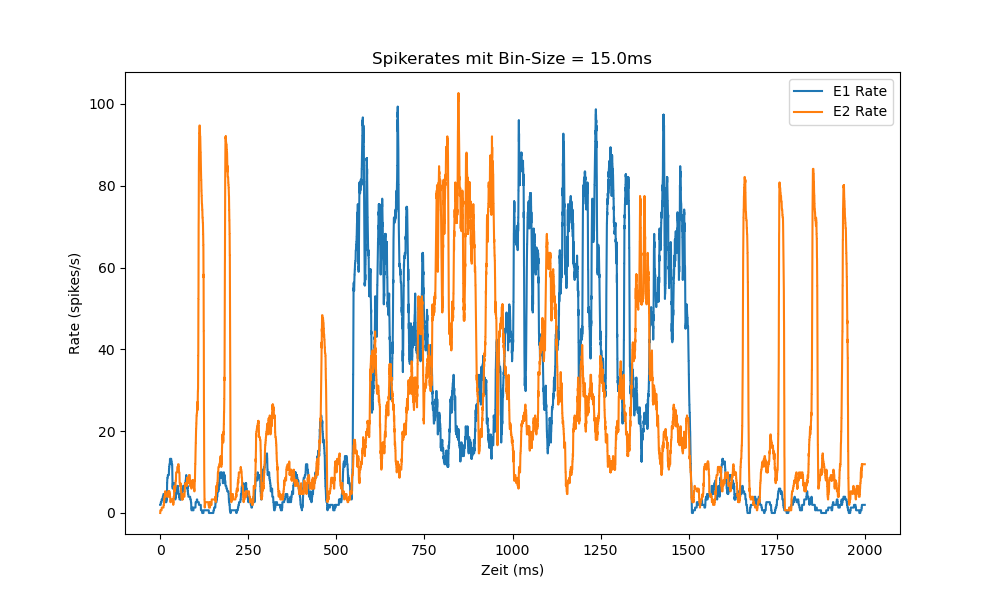 Spikerates mit Bin-Size = 15.0ms
E1 Rate
E2 Rate
100
80
60
40
20
0
Rate (spikes/s)
0 250 500 750 1000 1250 1500 1750 2000
Zeit (ms)